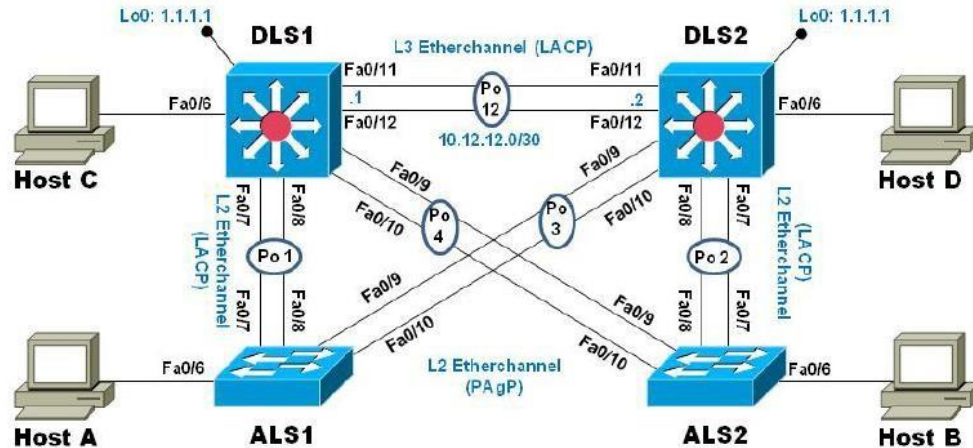 Lo0: 1.1.1.1
Lo0: 1.1.1.1
DLS1
DLS2
L3 Etherchannel (LACP)
Fa0/11
Fa0/11
Po
12
Fa0/6
.1
.2
Fa0/6
Fa0/12
Fa0/12
10.12.12.0/30
Host C
Host D
Fa0/9
Fa0/9
Fa0/10
Fa0/10
Po
4
Po
3
Fa0/7
Fa0/8
Fa0/8
Fa0/7
L2 Etherchannel
(LACP)
(LACP)
L2 Etherchannel
Po 1
Po 2
Fa0/7
Fa0/8
Fa0/8
Fa0/7
Fa0/9
Fa0/9
Fa0/10
Fa0/10
Fa0/6
L2 Etherchannel
(PAgP)
Fa0/6
Host A
ALS1
ALS2
Host B